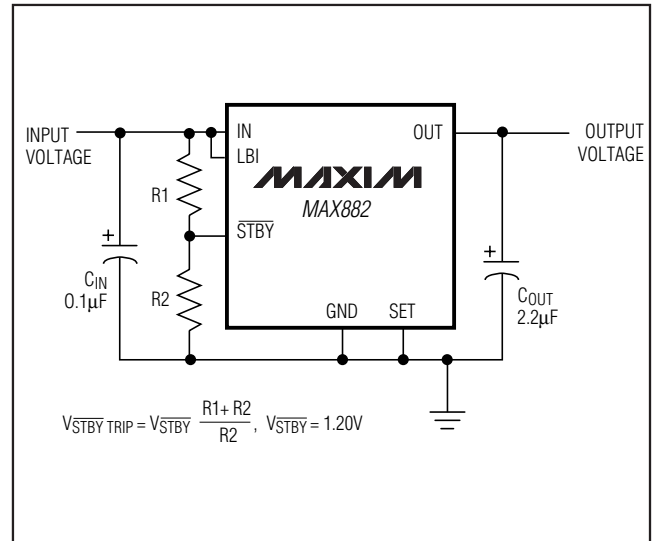 INPUT
VOLTAGE
IN
LBI
OUT
OUTPUT
VOLTAGE
MAXIM
MAX882
R1
STBY
CIN
0.1µF
R2
GND
SET
COUT
2.2µF
VSTBY TRIP = VSTBY R1+ R2 / R2, VSTBY = 1.20V